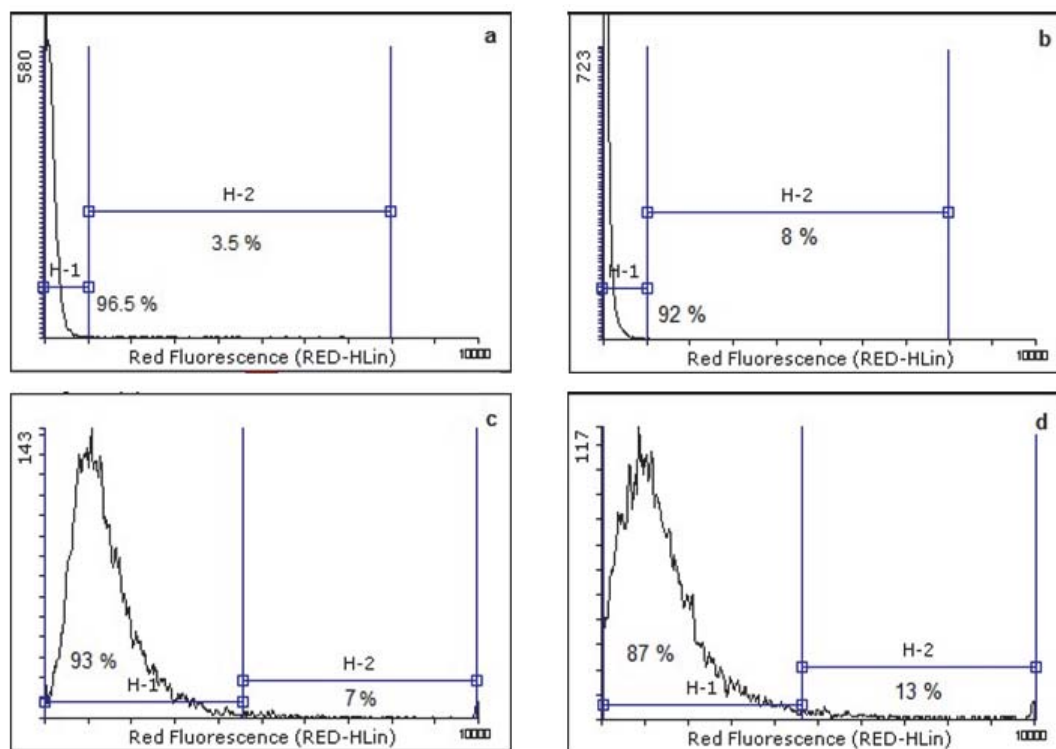 a
580
H-2
3.5 %
H-1
96.5 %
Red Fluorescence (RED-HLin)
10000
b
723
H-2
8 %
H-1
92 %
Red Fluorescence (RED-HLin)
10000
c
143
H-2
93 %
H-1
7 %
Red Fluorescence (RED-HLin)
10000
d
117
H-2
87 %
H-1
13 %
Red Fluorescence (RED-HLin)
10000